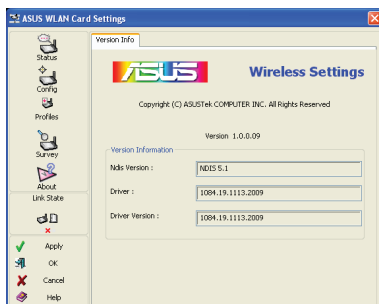 ASUS WLAN Card Settings
Status
Config
Profiles
Survey
About
Link State
Apply
OK
Cancel
Help
Version Info
ASUS
Wireless Settings
Copyright (C) ASUSTek COMPUTER INC. All Rights Reserved
Version 1.0.0.09
Version Information
Ndis Version :
NDIS 5.1
Driver :
1084.19.1113.2009
Driver Version :
1084.19.1113.2009